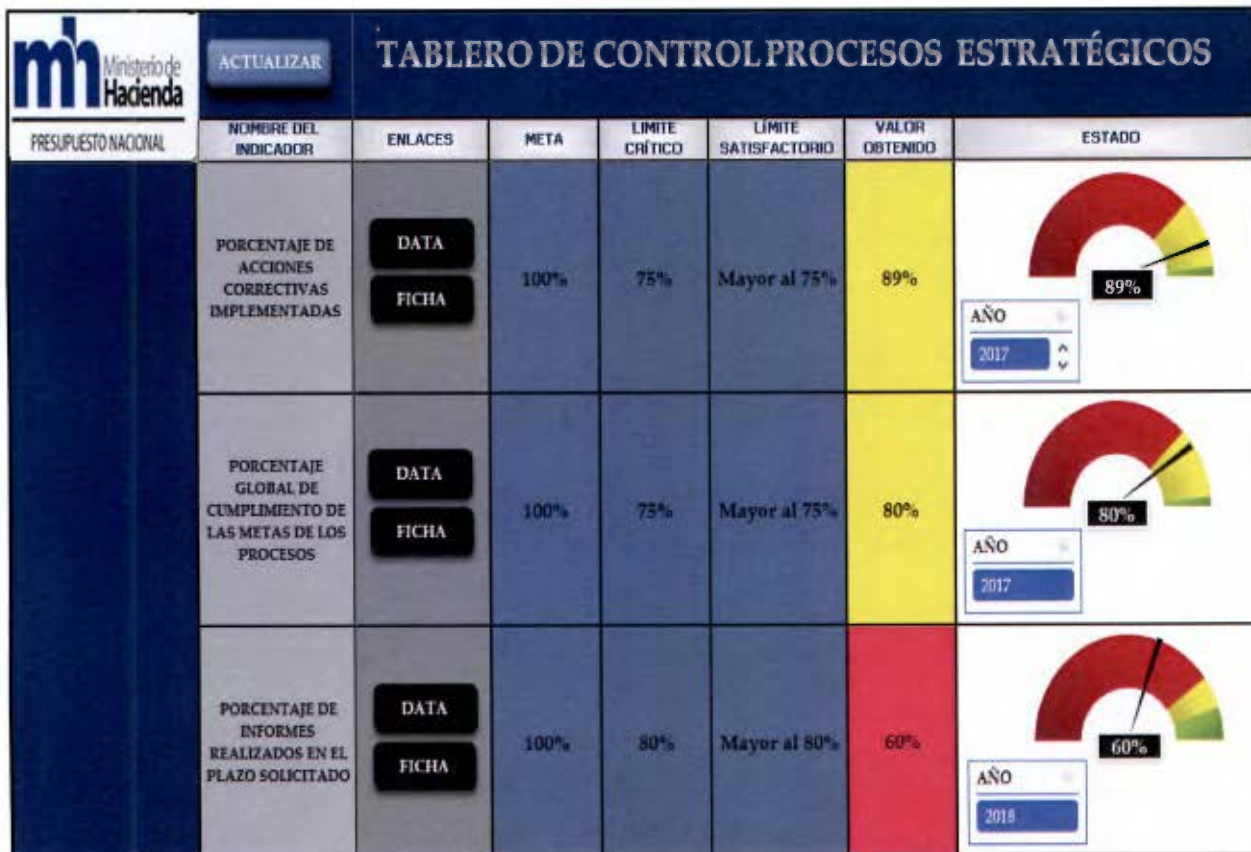 mh Ministerio de
Hacienda
PRESUPUESTO NACIONAL
ACTUALIZAR
TABLERO DE CONTROL PROCESOS ESTRATÉGICOS
NOMBRE DEL
INDICADOR
ENLACES
META
LIMITE
CRÍTICO
LÍMITE
SATISFACTORIO
VALOR
OBTENIDO
ESTADO
PORCENTAJE DE
ACCIONES
CORRECTIVAS
IMPLEMENTADAS
DATA
FICHA
100%
75%
Mayor al 75%
89%
89%
AÑO
2017
PORCENTAJE
GLOBAL DE
CUMPLIMIENTO DE
LAS METAS DE LOS
PROCESOS
DATA
FICHA
100%
75%
Mayor al 75%
80%
80%
AÑO
2017
PORCENTAJE DE
INFORMES
REALIZADOS EN EL
PLAZO SOLICITADO
DATA
FICHA
100%
80%
Mayor al 80%
60%
60%
AÑO
2018